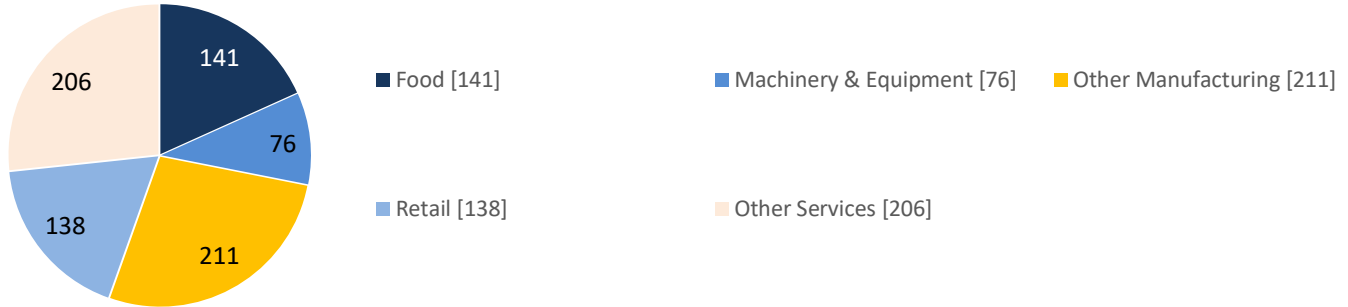 141
76
211
138
206
Food [141]
Machinery & Equipment [76]
Other Manufacturing [211]
Retail [138]
Other Services [206]